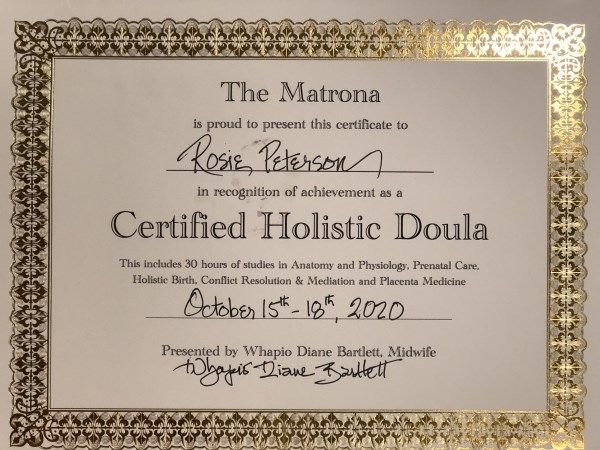 The Matrona
is proud to present this certificate to
Rosie Peterson
in recognition of achievement as a
Certified Holistic Doula
This includes 30 hours of studies in Anatomy and Physiology, Prenatal Care,
Holistic Birth, Conflict Resolution & Mediation and Placenta Medicine
October 15th - 18th, 2020
Presented by Whapio Diane Bartlett, Midwife
Whapio Diane Bartlett